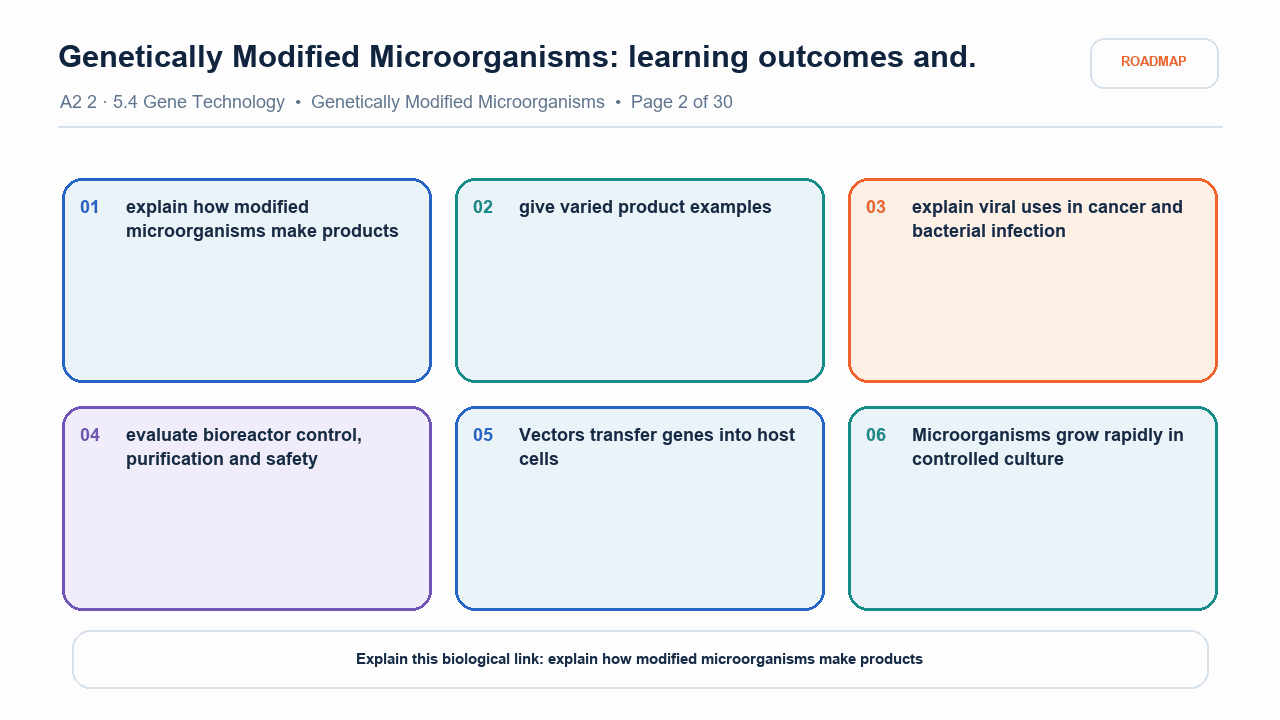 Genetically Modified Microorganisms: learning outcomes and.
ROADMAP
A2 2 · 5.4 Gene Technology • Genetically Modified Microorganisms • Page 2 of 30
01 explain how modified
microorganisms make products
02 give varied product examples
03 explain viral uses in cancer and
bacterial infection
04 evaluate bioreactor control,
purification and safety
05 Vectors transfer genes into host
cells
06 Microorganisms grow rapidly in
controlled culture
Explain this biological link: explain how modified microorganisms make products